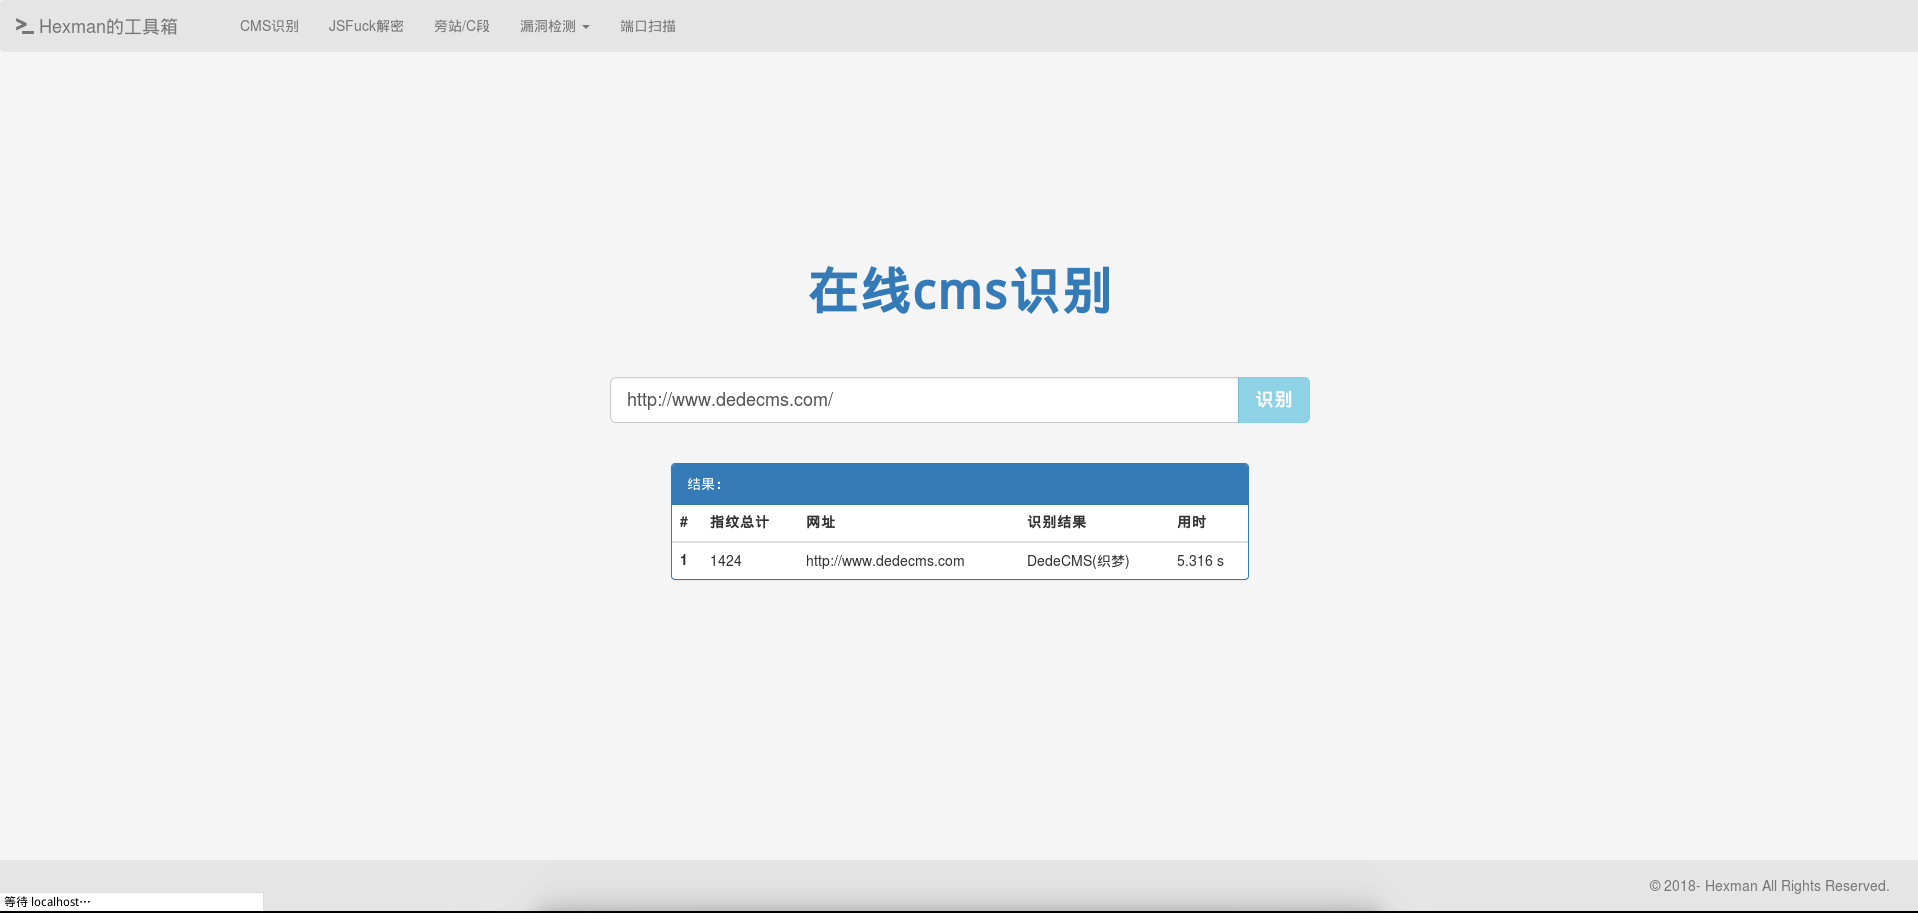 Hexman的工具箱 CMS识别 JSFuck解密 旁站/C段 漏洞检测 端口扫描
在线cms识别
http://www.dedecms.com/ 识别
结果:
# 指纹总计 网址 识别结果 用时
1 1424 http://www.dedecms.com DedeCMS(织梦) 5.316 s
© 2018- Hexman All Rights Reserved.
等待 localhost…